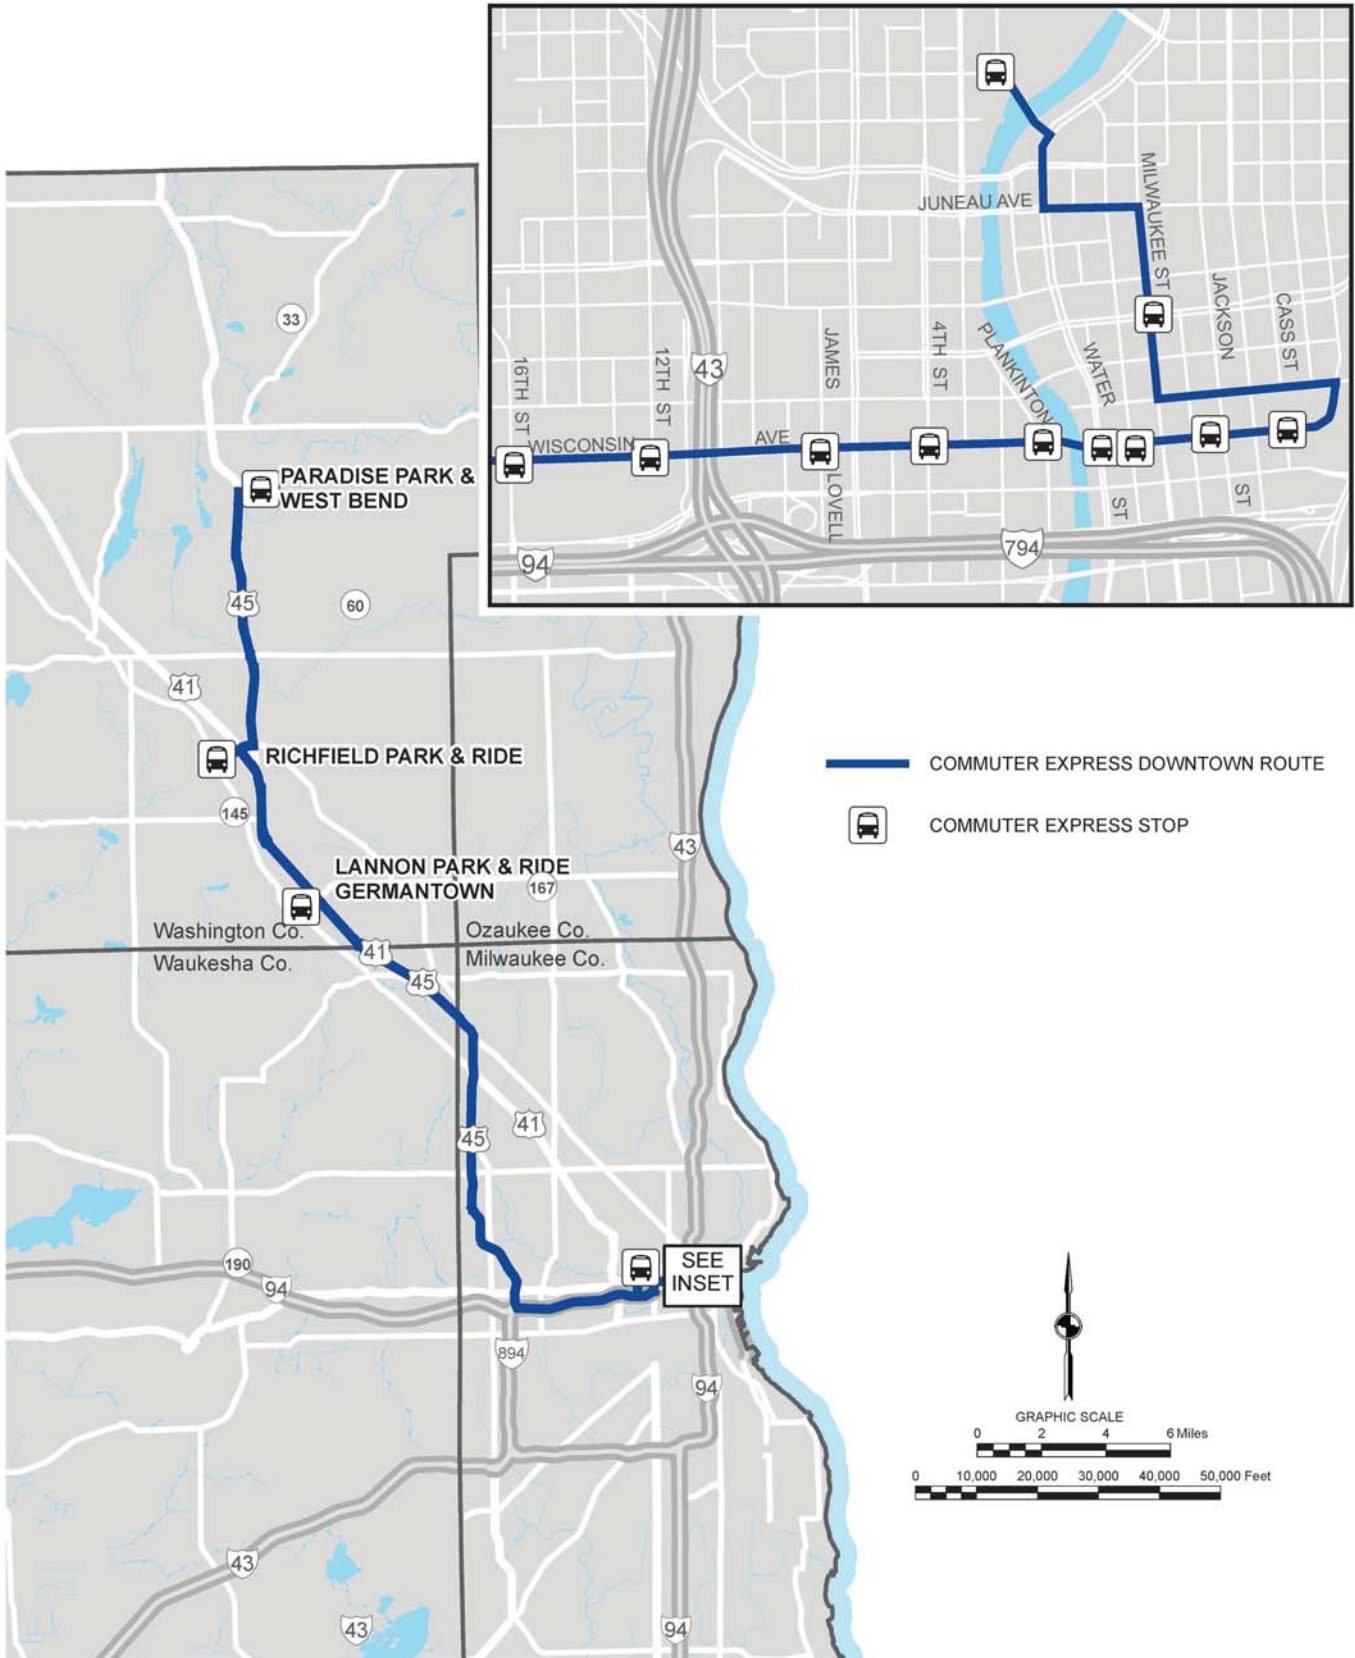 JUNEAU AVE
MILWAUKEE ST
JACKSON
ST
CASS ST
16TH ST
12TH ST
43
JAMES
LOVELL
4TH ST
PLANKINTON
WATER
ST
WISCONSIN
AVE
94
794
33
PARADISE PARK &
WEST BEND
45
60
41
RICHFIELD PARK & RIDE
145
LANNON PARK & RIDE
GERMANTOWN
167
43
Washington Co.
Ozaukee Co.
Waukesha Co.
Milwaukee Co.
41
45
45
41
190
94
SEE
INSET
894
94
43
43
94
COMMUTER EXPRESS DOWNTOWN ROUTE
COMMUTER EXPRESS STOP
GRAPHIC SCALE
0 2 4 6 Miles
0 10,000 20,000 30,000 40,000 50,000 Feet